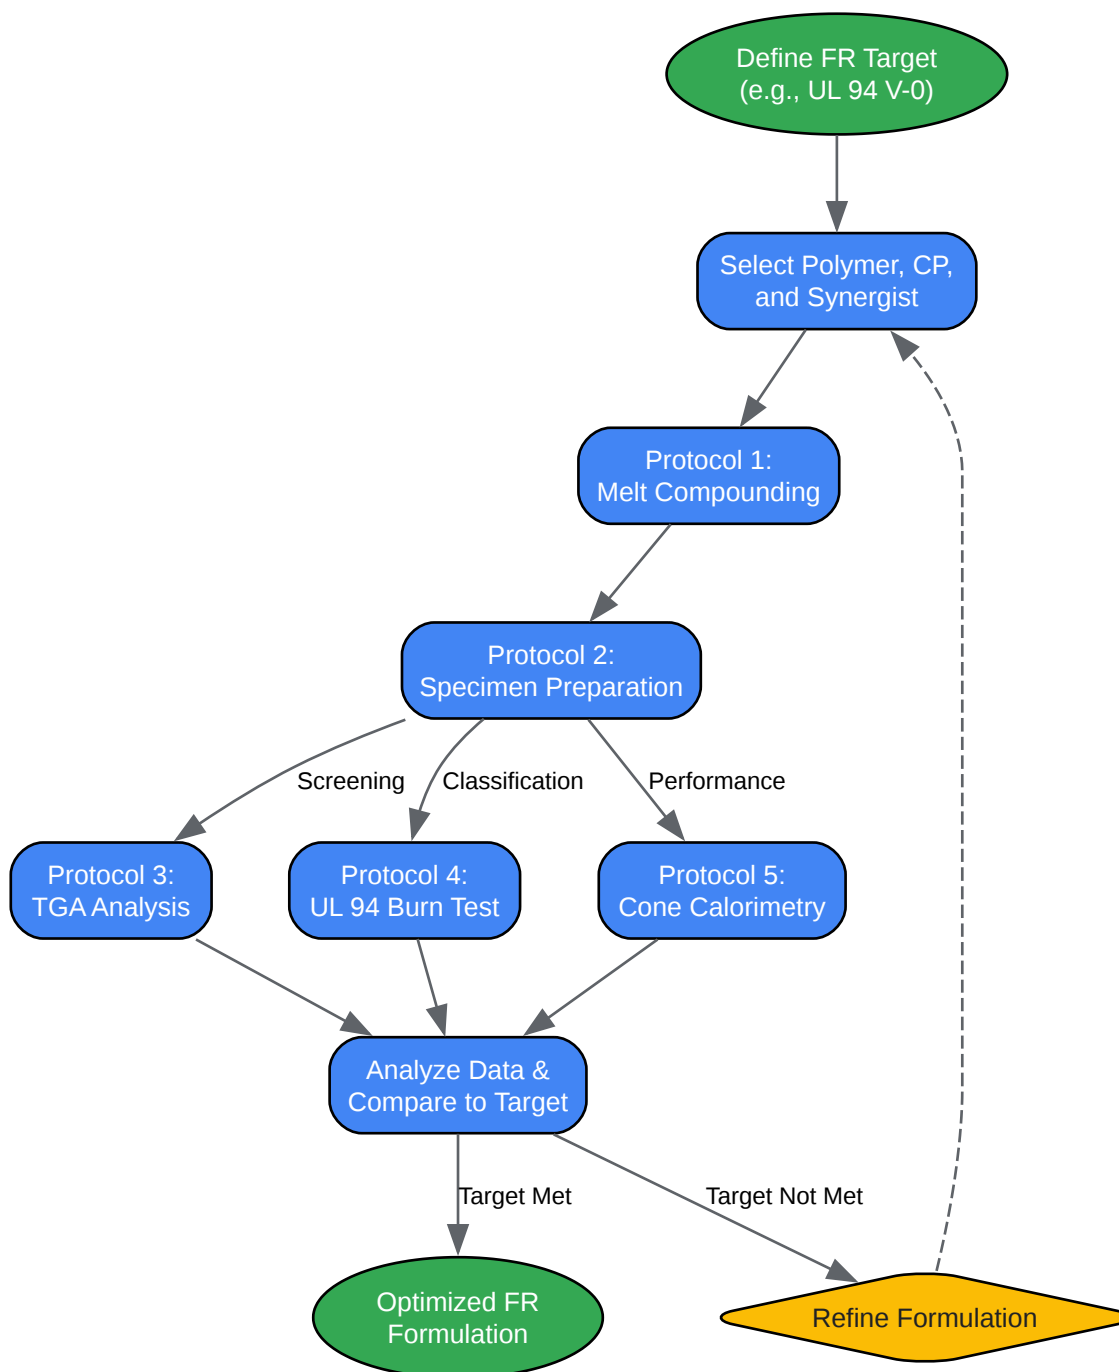 Define FR Target
(e.g., UL 94 V-0)
Select Polymer, CP,
and Synergist
Protocol 1:
Melt Compounding
Protocol 2:
Specimen Preparation
Screening
Classification
Performance
Protocol 3:
TGA Analysis
Protocol 4:
UL 94 Burn Test
Protocol 5:
Cone Calorimetry
Analyze Data &
Compare to Target
Target Met
Target Not Met
Optimized FR
Formulation
Refine Formulation